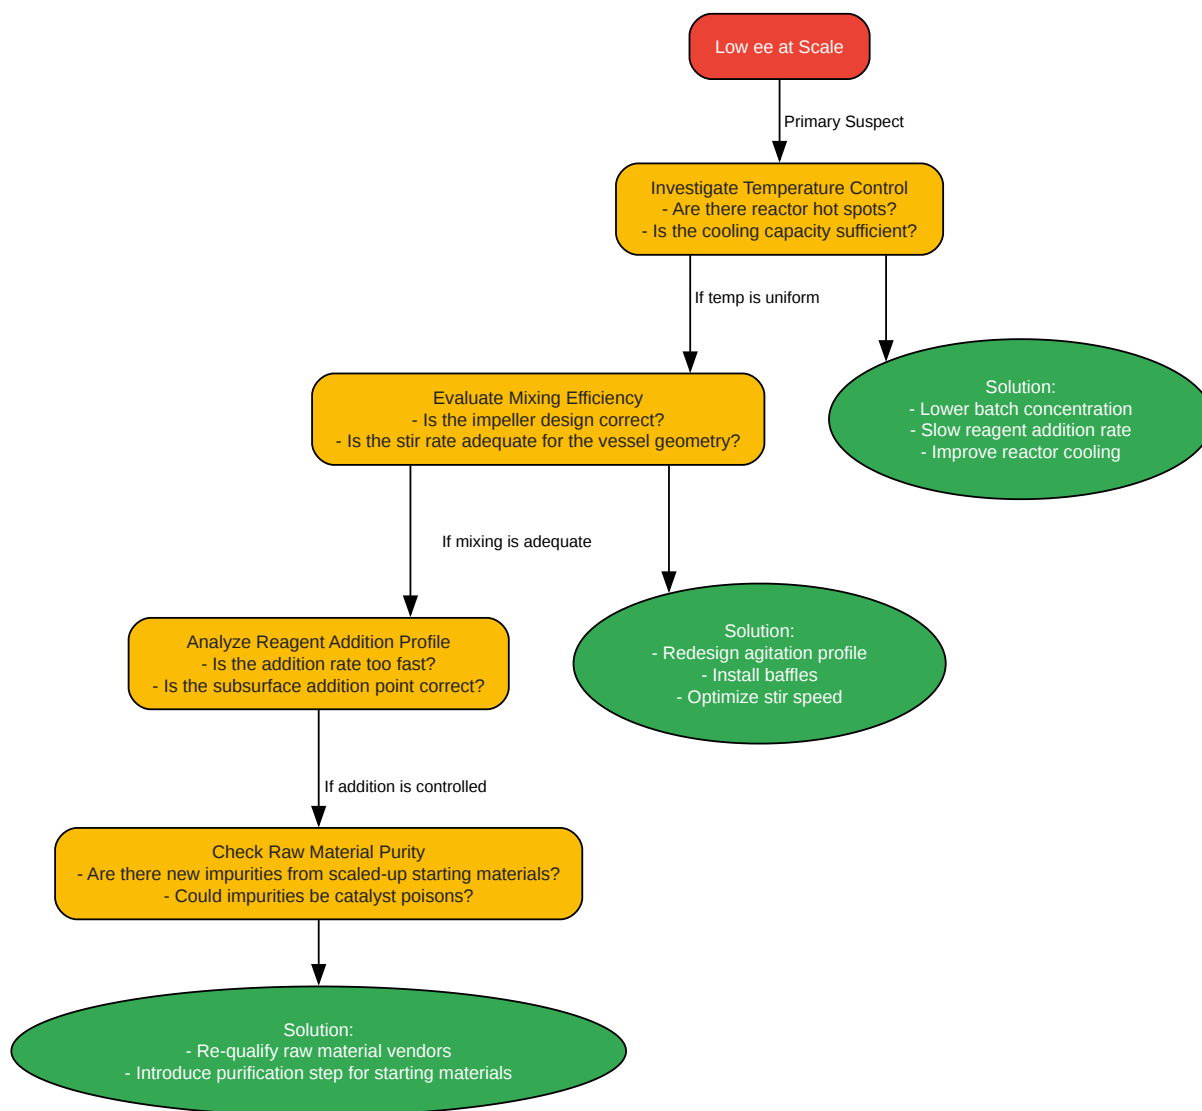 Low ee at Scale
Primary Suspect
Investigate Temperature Control
- Are there reactor hot spots?
- Is the cooling capacity sufficient?
If temp is uniform
Solution:
- Lower batch concentration
- Slow reagent addition rate
- Improve reactor cooling
Evaluate Mixing Efficiency
- Is the impeller design correct?
- Is the stir rate adequate for the vessel geometry?
If mixing is adequate
Solution:
- Redesign agitation profile
- Install baffles
- Optimize stir speed
Analyze Reagent Addition Profile
- Is the addition rate too fast?
- Is the subsurface addition point correct?
If addition is controlled
Check Raw Material Purity
- Are there new impurities from scaled-up starting materials?
- Could impurities be catalyst poisons?
Solution:
- Re-qualify raw material vendors
- Introduce purification step for starting materials